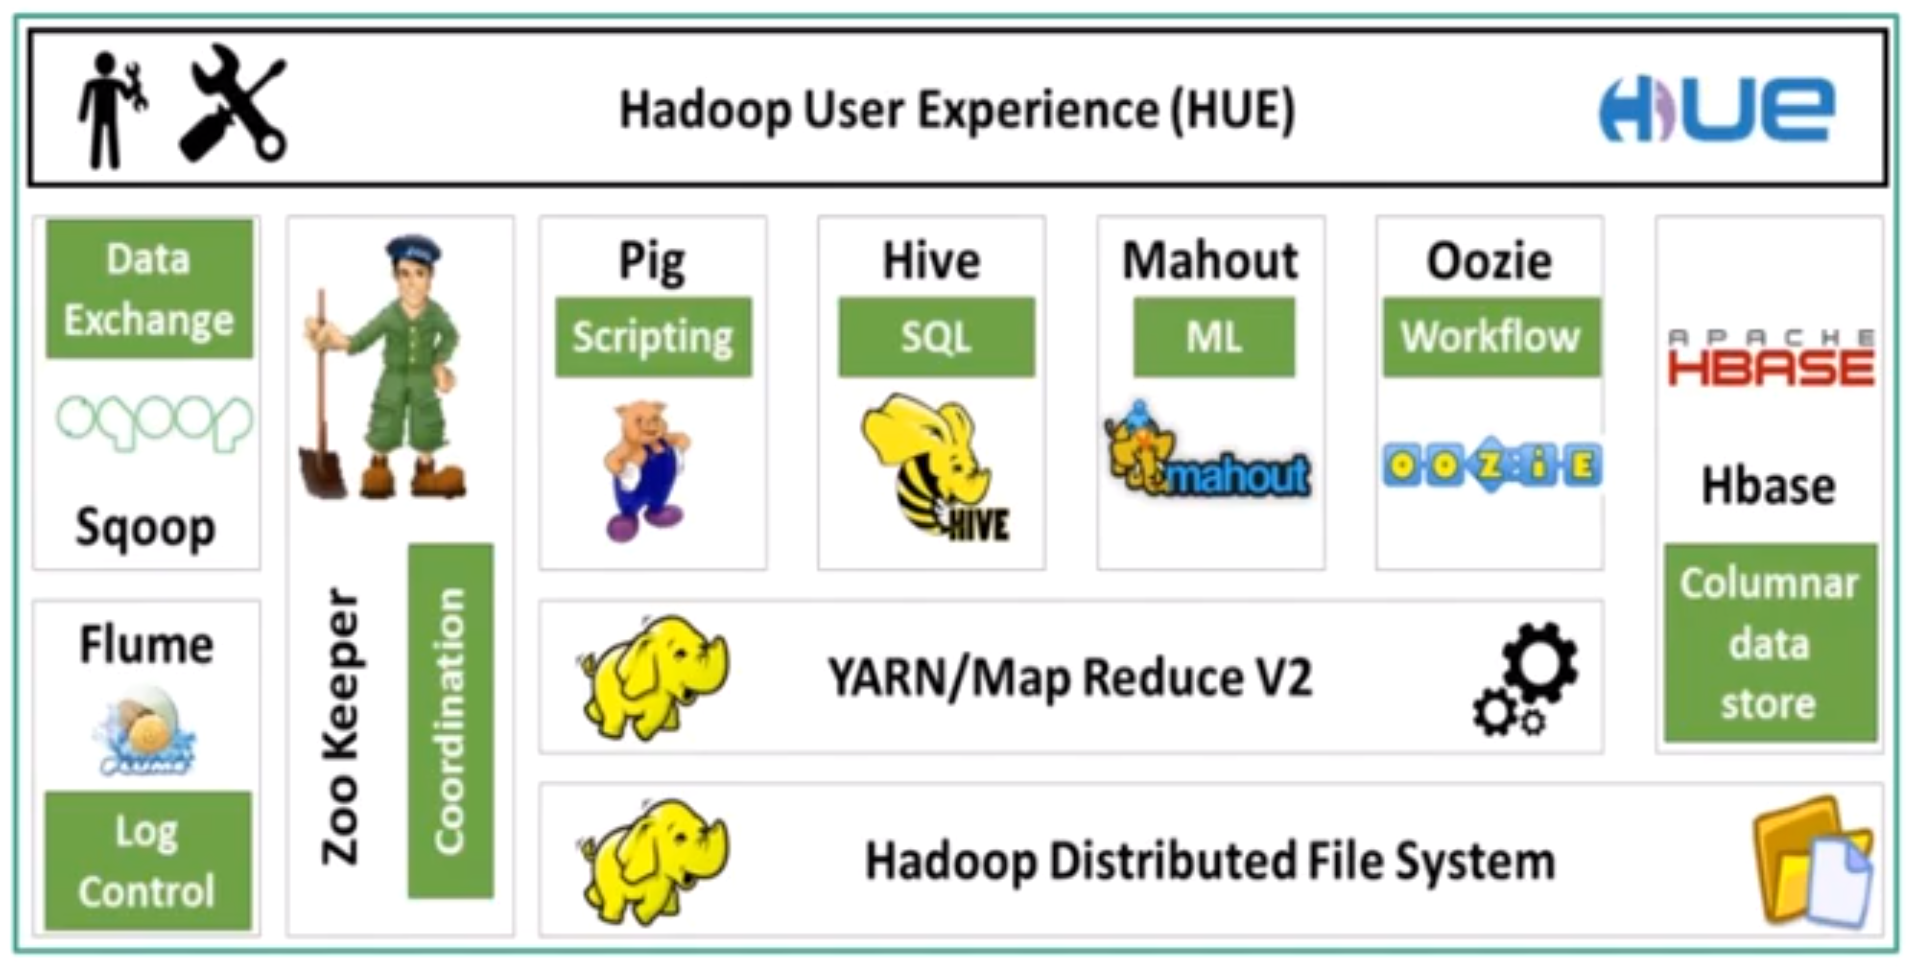 Hadoop User Experience (HUE)
HUE
Data
Exchange
sqoop
Sqoop
Flume
flume
Log
Control
Zoo Keeper
Coordination
Pig
Scripting
Hive
SQL
HIVE
Mahout
ML
mahout
Oozie
Workflow
OOZIE
APACHE
HBASE
Hbase
Columnar
data
store
YARN/Map Reduce V2
Hadoop Distributed File System